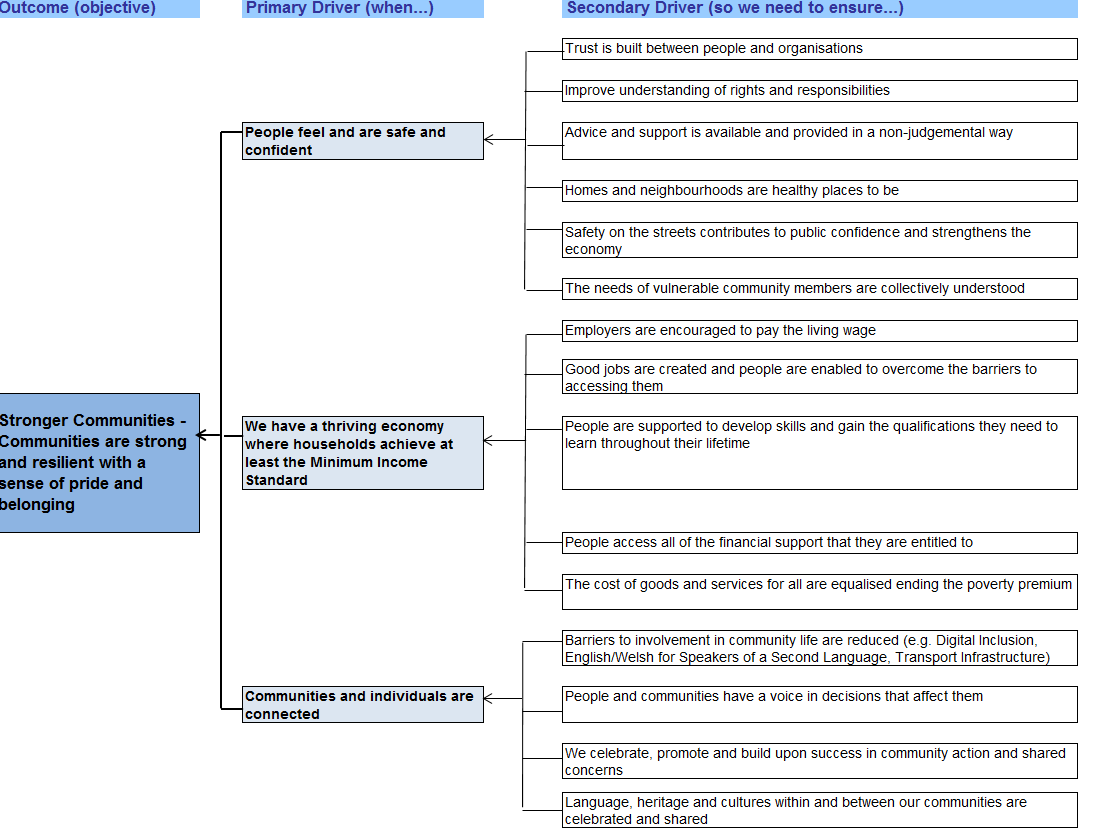 Outcome (objective)
Primary Driver (when...)
Secondary Driver (so we need to ensure...)
Trust is built between people and organisations
Improve understanding of rights and responsibilities
People feel and are safe and
confident
Advice and support is available and provided in a non-judgemental way
Homes and neighbourhoods are healthy places to be
Safety on the streets contributes to public confidence and strengthens the
economy
The needs of vulnerable community members are collectively understood
Employers are encouraged to pay the living wage
Good jobs are created and people are enabled to overcome the barriers to
accessing them
Stronger Communities -
Communities are strong
and resilient with a
sense of pride and
belonging
We have a thriving economy
where households achieve at
least the Minimum Income
Standard
People are supported to develop skills and gain the qualifications they need to
learn throughout their lifetime
People access all of the financial support that they are entitled to
The cost of goods and services for all are equalised ending the poverty premium
Barriers to involvement in community life are reduced (e.g. Digital Inclusion,
English/Welsh for Speakers of a Second Language, Transport Infrastructure)
Communities and individuals are
connected
People and communities have a voice in decisions that affect them
We celebrate, promote and build upon success in community action and shared
concerns
Language, heritage and cultures within and between our communities are
celebrated and shared